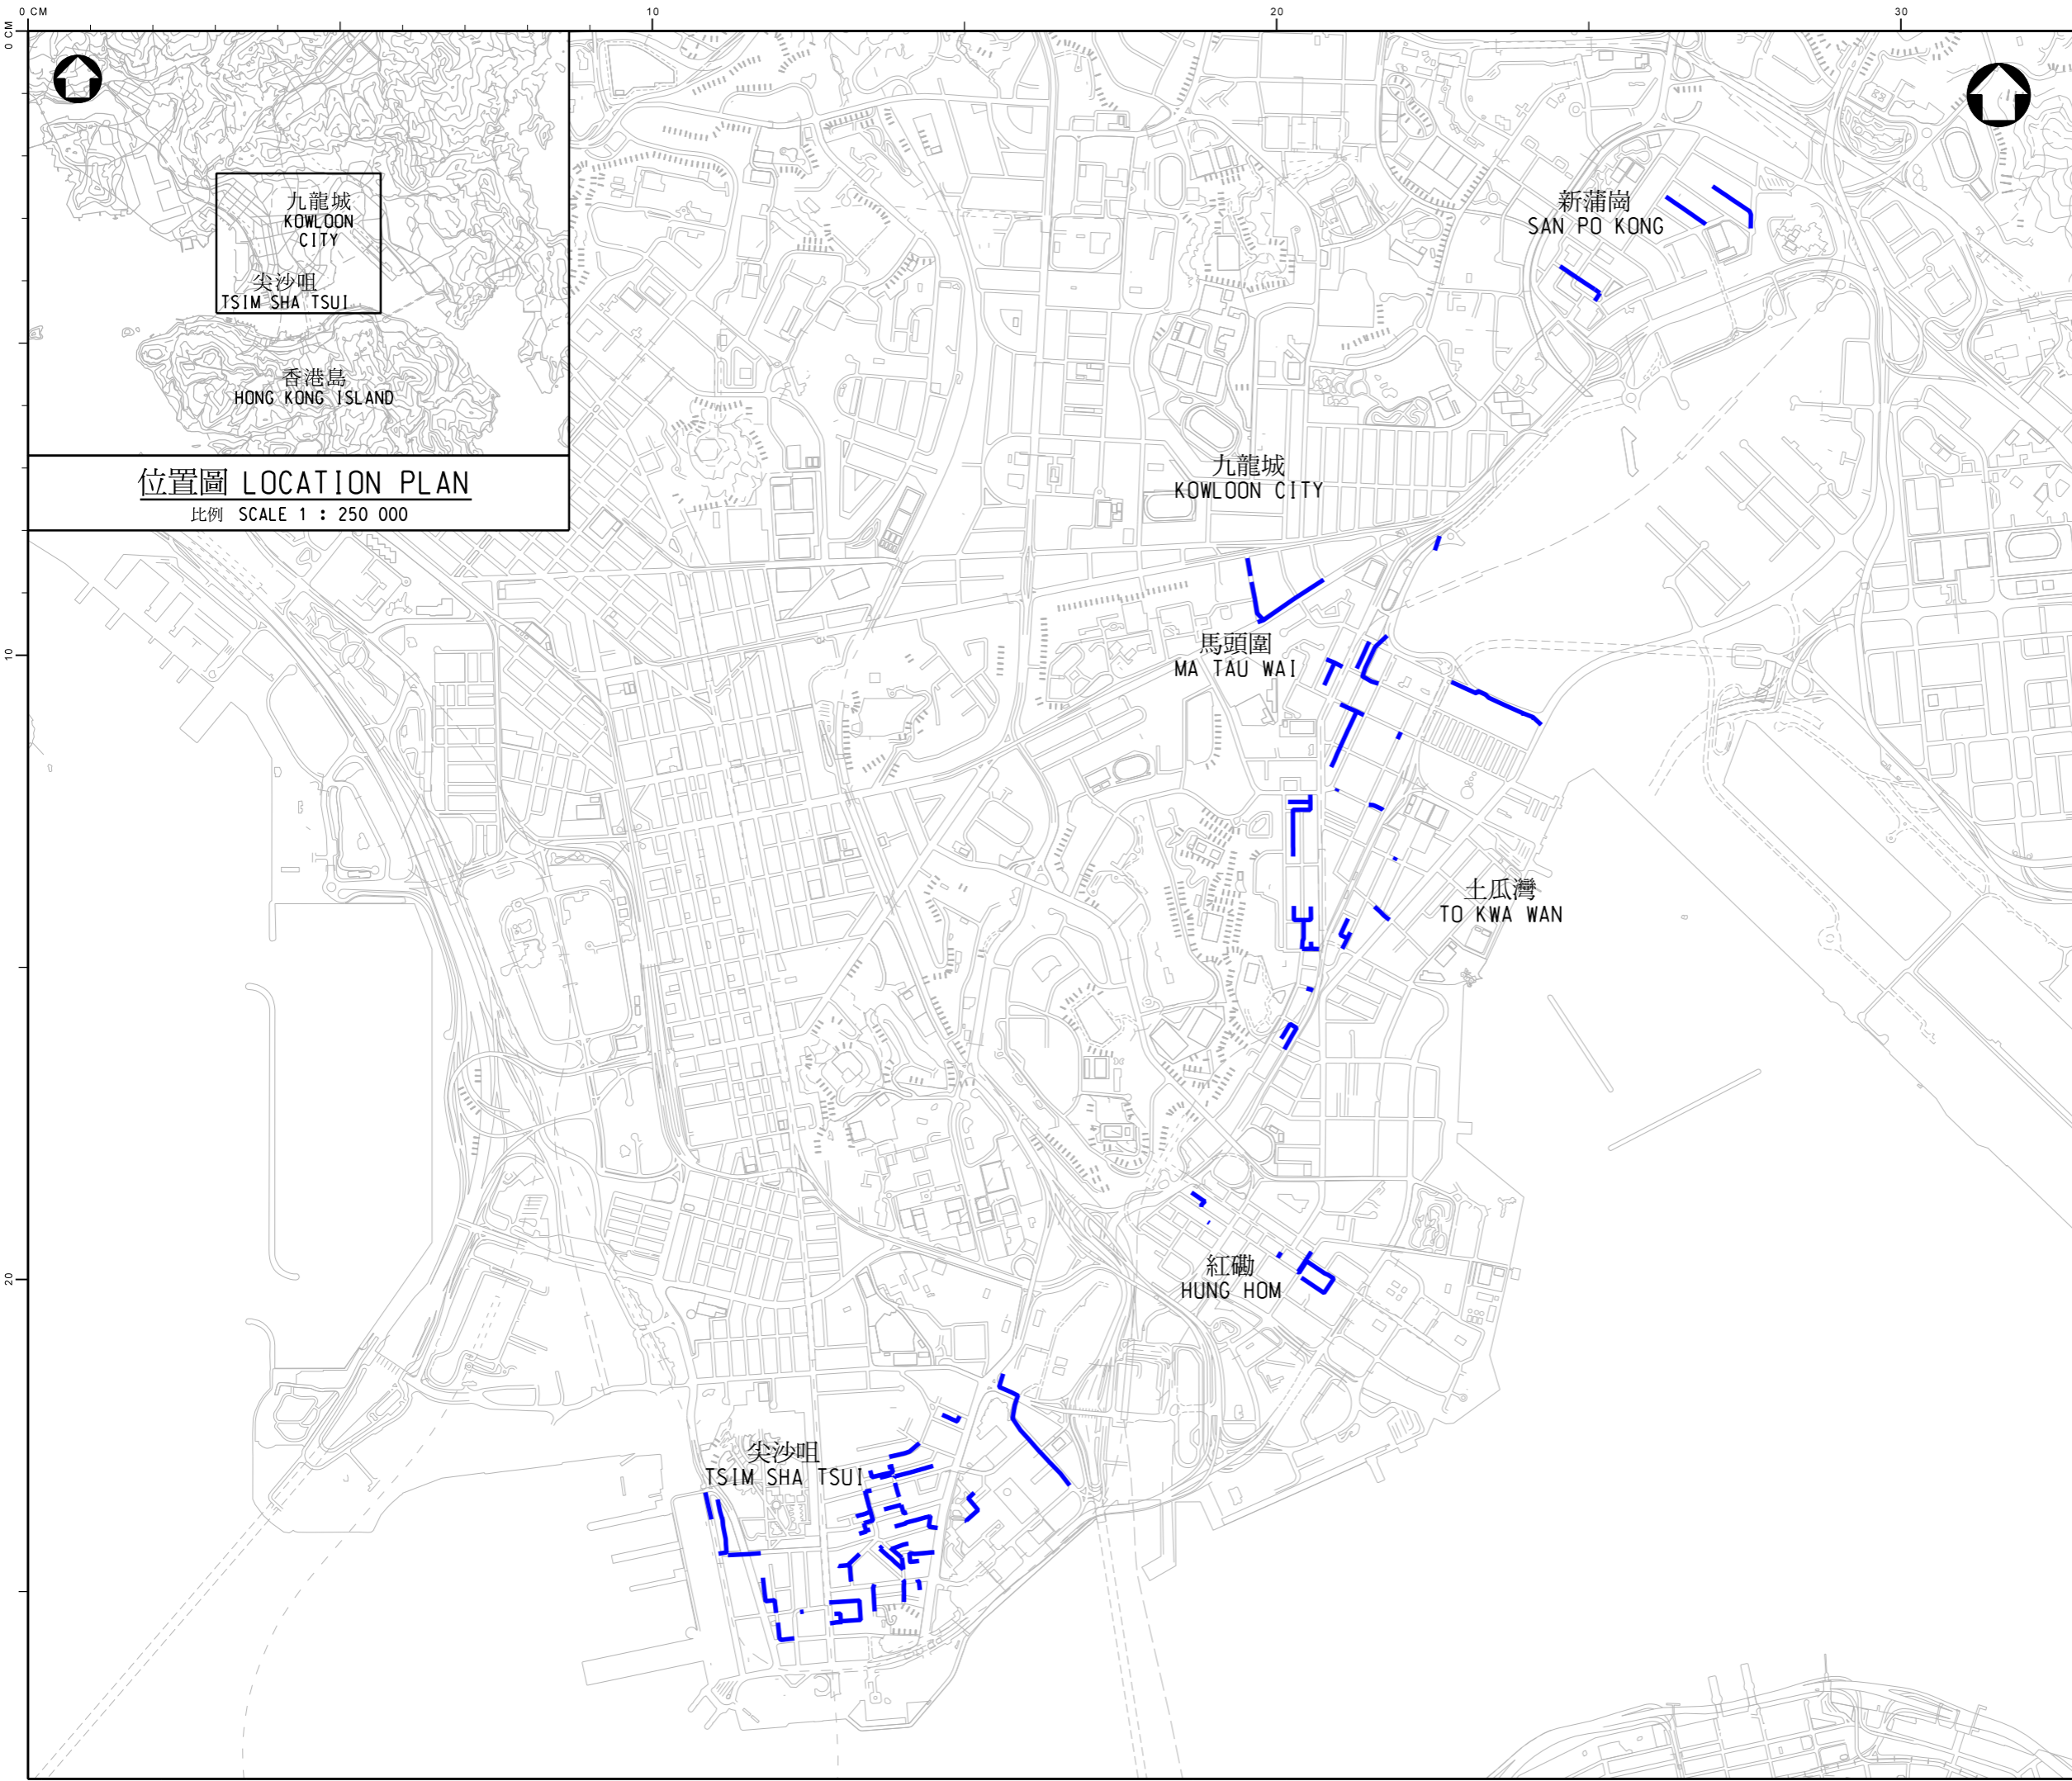 0 CM
10
20
30
0 CM
九龍城
KOWLOON
CITY
尖沙咀
TSIM SHA TSUI
香港島
HONG KONG ISLAND
位置圖 LOCATION PLAN
比例 SCALE 1 : 250 000
新蒲崗
SAN PO KONG
九龍城
KOWLOON CITY
10
馬頭圍
MA TAU WAI
土瓜灣
TO KWA WAN
20
紅磡
HUNG HOM
尖沙咀
TSIM SHA TSUI